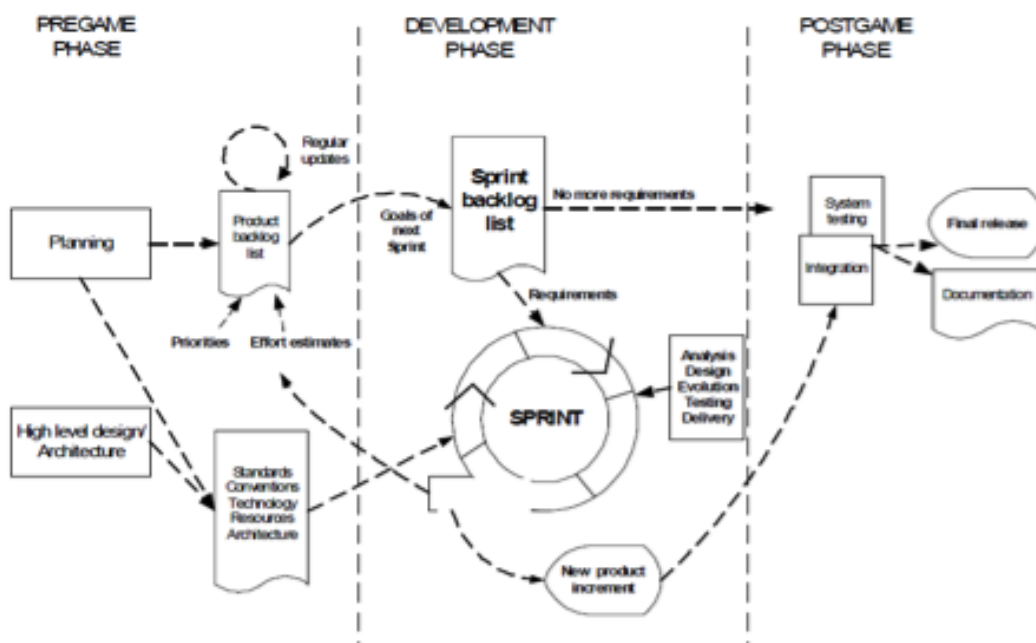 PREGAME
PHASE
DEVELOPMENT
PHASE
POSTGAME
PHASE
Regular
updates
Planning
Product
backlog
list
Goals of
next
Sprint
Sprint
backlog
list
No more requirements
System
testing
Integration
Final release
Documentation
Priorities
Effort estimates
Requirements
High level design/
Architecture
Standards
Conventions
Technology
Resources
Architecture
SPRINT
Analysis
Design
Evolution
Testing
Delivery
New product
increment